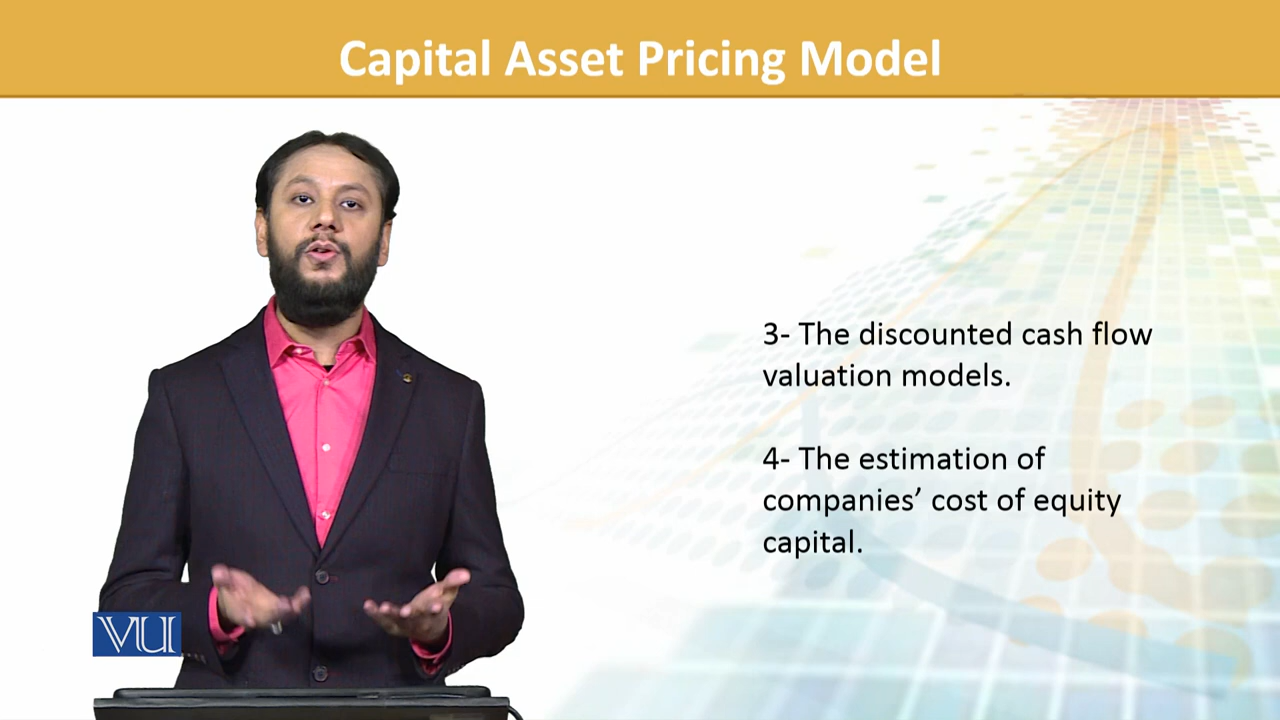 Capital Asset Pricing Model
3- The discounted cash flow
valuation models.
4- The estimation of
companies’ cost of equity
capital.
VU